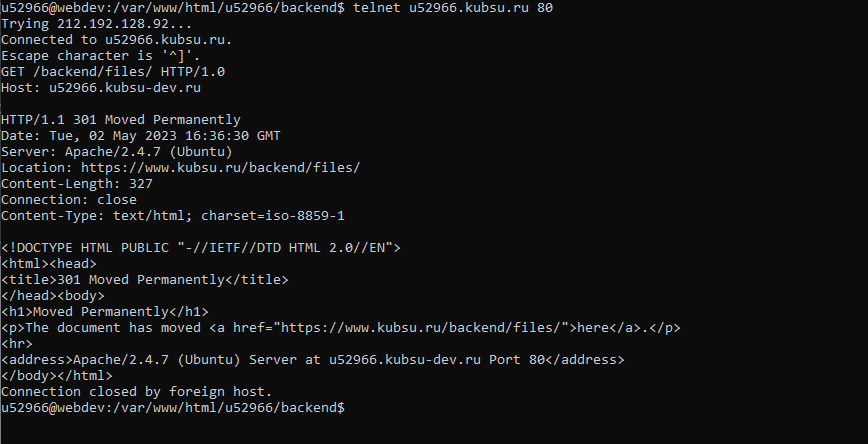 u52966@webdev:/var/www/html/u52966/backend$ telnet u52966.kubsu.ru 80
Trying 212.192.128.92...
Connected to u52966.kubsu.ru.
Escape character is '^]'.
GET /backend/files/ HTTP/1.0
Host: u52966.kubsu-dev.ru

HTTP/1.1 301 Moved Permanently
Date: Tue, 02 May 2023 16:36:30 GMT
Server: Apache/2.4.7 (Ubuntu)
Location: https://www.kubsu.ru/backend/files/
Content-Length: 327
Connection: close
Content-Type: text/html; charset=iso-8859-1

<!DOCTYPE HTML PUBLIC "-//IETF//DTD HTML 2.0//EN">
<html><head>
<title>301 Moved Permanently</title>
</head><body>
<h1>Moved Permanently</h1>
<p>The document has moved <a href="https://www.kubsu.ru/backend/files/">here</a>.</p>
<hr>
<address>Apache/2.4.7 (Ubuntu) Server at u52966.kubsu-dev.ru Port 80</address>
</body></html>
Connection closed by foreign host.
u52966@webdev:/var/www/html/u52966/backend$